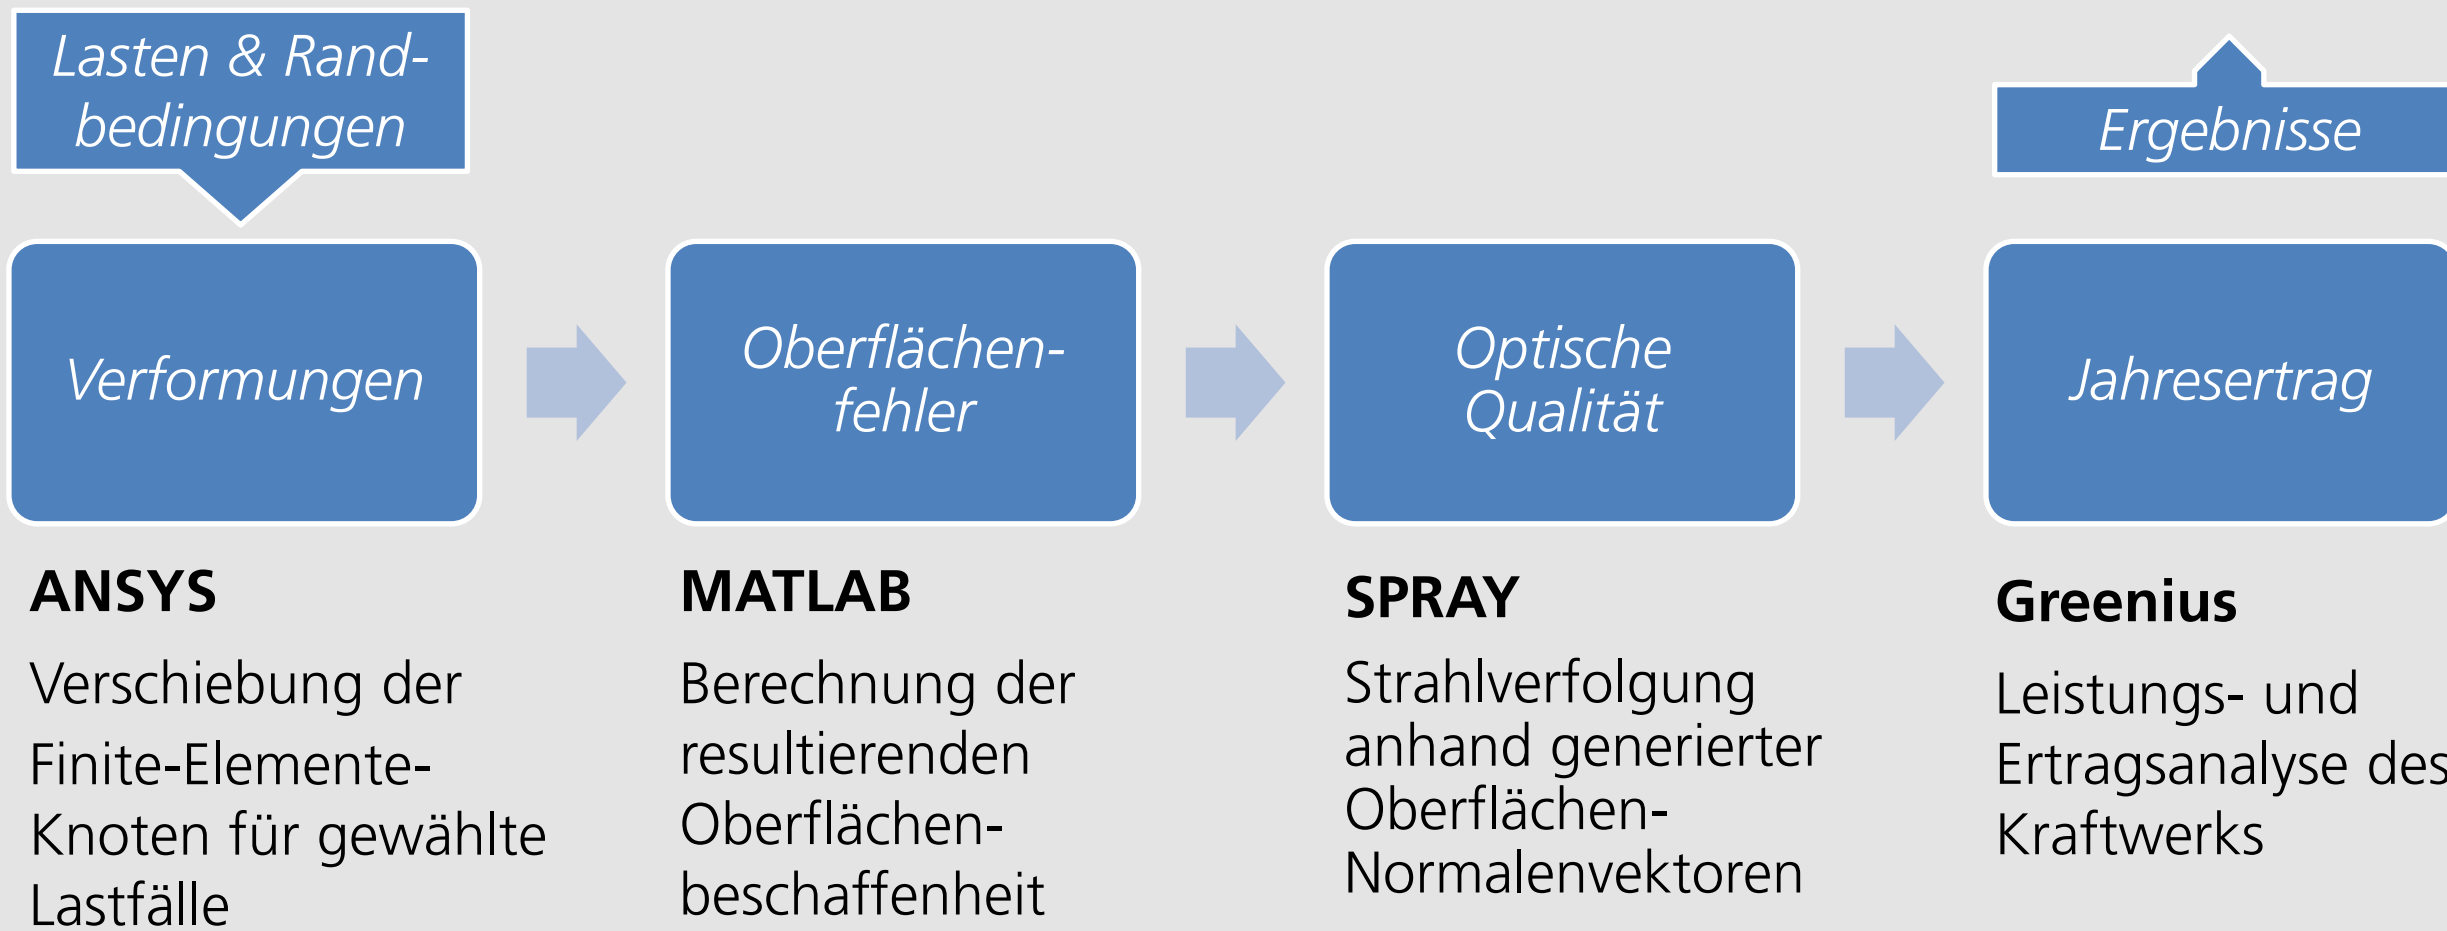 Lasten & Rand-
bedingungen
Ergebnisse
Verformungen
Oberflächen-
fehler
Optische
Qualität
Jahresertrag
ANSYS
Verschiebung der
Finite-Elemente-
Knoten für gewählte
Lastfälle
MATLAB
Berechnung der
resultierenden
Oberflächen-
beschaffenheit
SPRAY
Strahlverfolgung
anhand generierter
Oberflächen-
Normalenvektoren
Greenius
Leistungs- und
Ertragsanalyse des
Kraftwerks